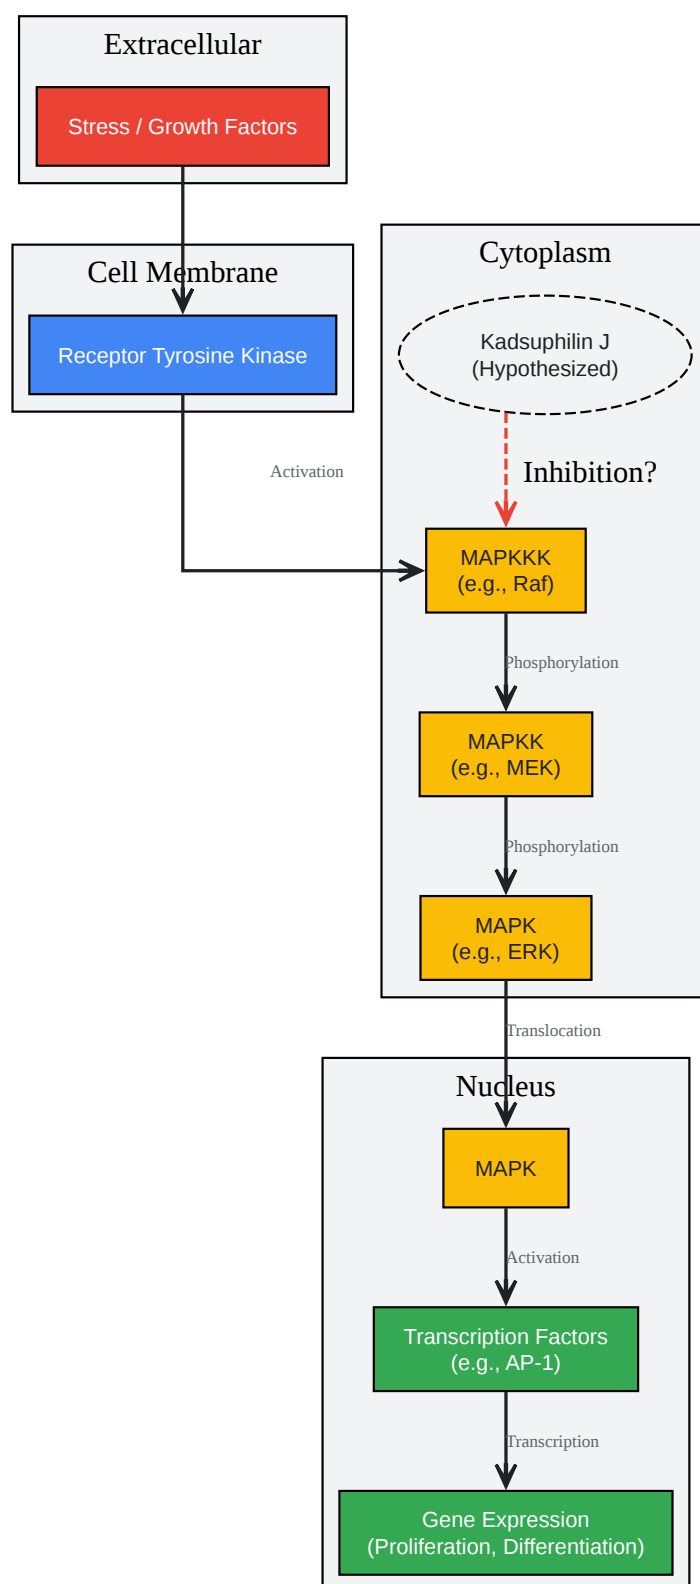 Extracellular
Stress / Growth Factors
Cell Membrane
Receptor Tyrosine Kinase
Activation
Cytoplasm
Kadsuphilin J
(Hypothesized)
Inhibition?
MAPKKK
(e.g., Raf)
Phosphorylation
MAPKK
(e.g., MEK)
Phosphorylation
MAPK
(e.g., ERK)
Translocation
Nucleus
MAPK
Activation
Transcription Factors
(e.g., AP-1)
Transcription
Gene Expression
(Proliferation, Differentiation)